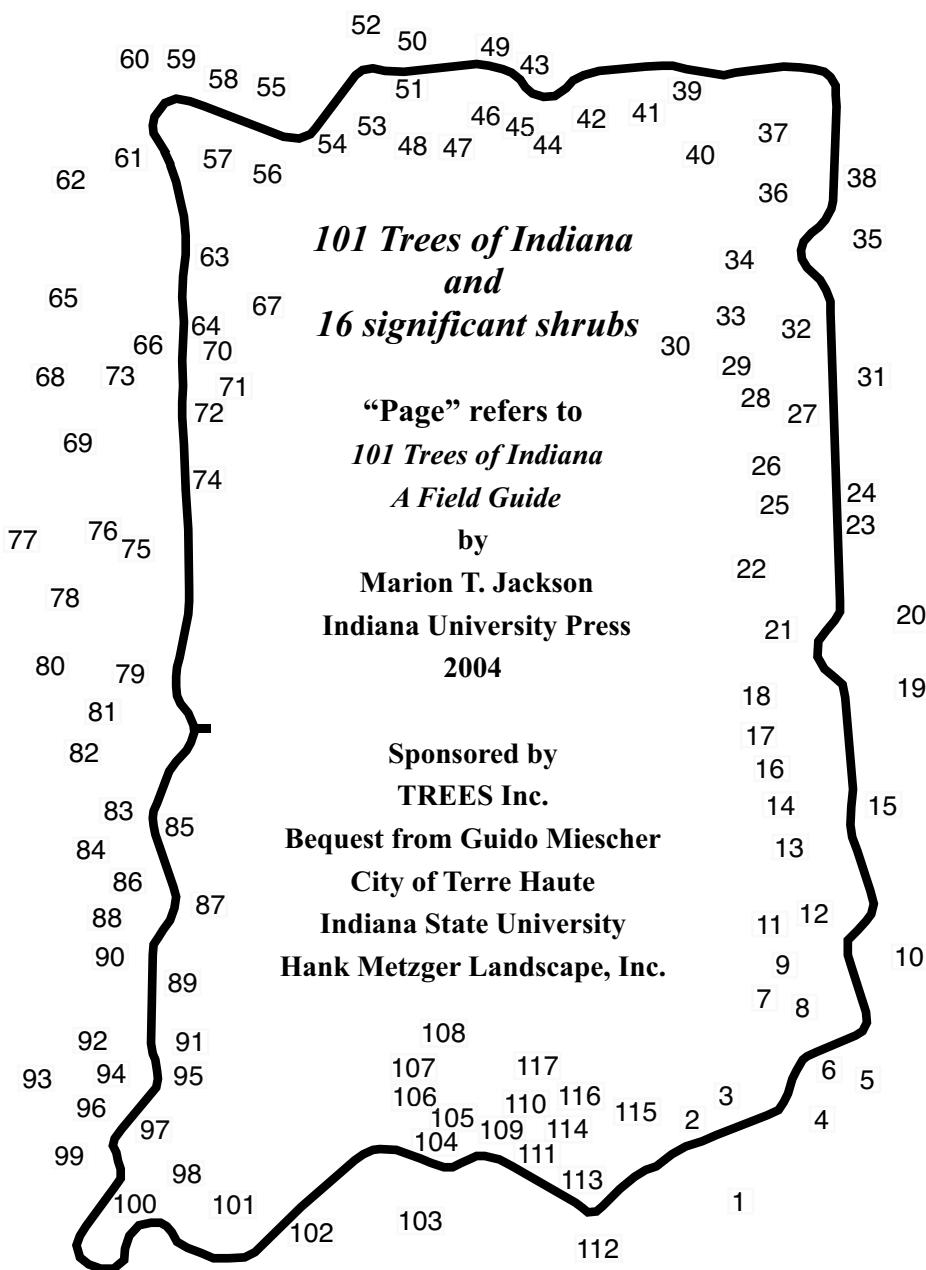 52 50 49
60 59 43
58 55 51 39
46 45 42 41
54 53 48 47 44 37
61 57 40
62 56 36 38
101 Trees of Indiana
35
63 34
and
65 67
16 significant shrubs
64 33 32
66 70 30
68 73 29 31
71 28
72 “Page” refers to 27
69 101 Trees of Indiana
74 26
A Field Guide
25 24
77 76 by 23
75
78 Marion T. Jackson 22
Indiana University Press 21 20
80 79 2004
19
81 18
82 Sponsored by 17
16
TREES Inc.
83 14 15
85 Bequest from Guido Miescher
84 13
86 City of Terre Haute
87
88 Indiana State University 11 12
90 Hank Metzger Landscape, Inc. 9 10
89
7 8
108
92 91
107 117
93 94 95 6 5
96 106 110 116 3
105 115 2 4
97 109 114
99 104 111
98 113
100 101 1
102 103
112